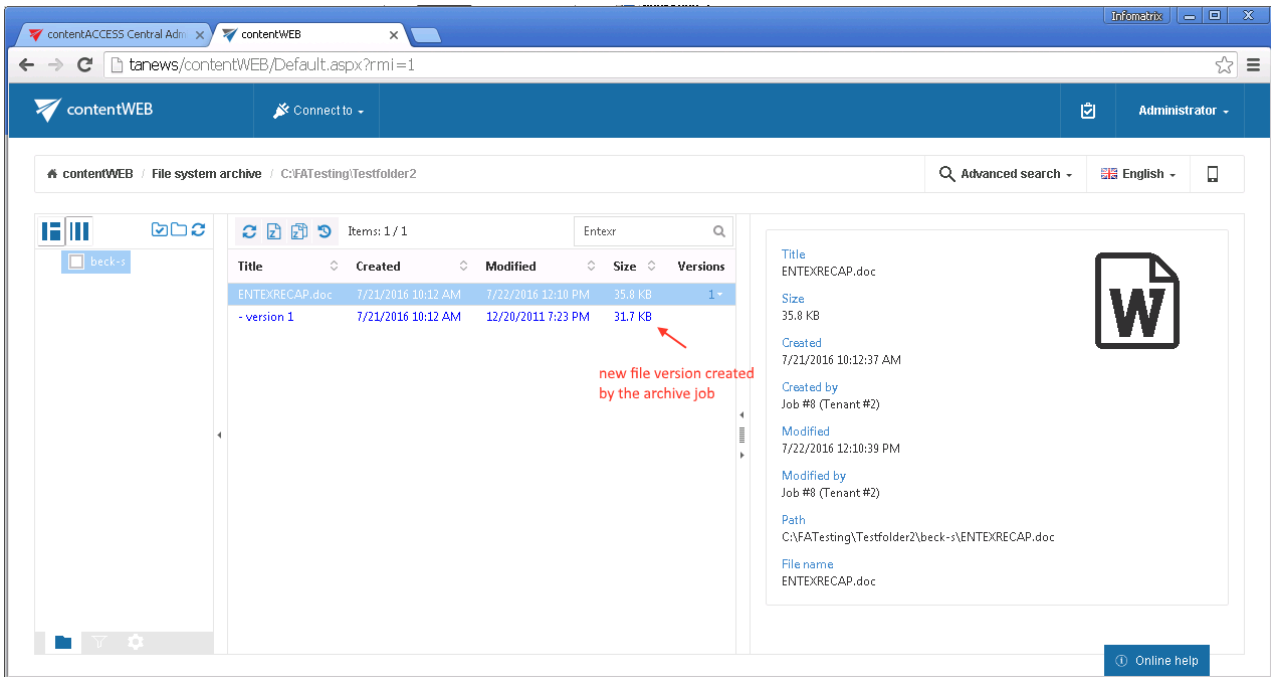 Infomatrix
contentACCESS Central Adm
contentWEB
tanews/contentWEB/Default.aspx?rmi=1
contentWEB
Connect to
Administrator
contentWEB / File system archive / C:\FATesting\Testfolder2
Advanced search
English
beck-s
Items: 1 / 1
Entexr
Title Created Modified Size Versions
ENTEXRECAP.doc 7/21/2016 10:12 AM 7/22/2016 12:10 PM 35.8 KB 1
- version 1 7/21/2016 10:12 AM 12/20/2011 7:23 PM 31.7 KB
new file version created
by the archive job
Title
ENTEXRECAP.doc
Size
35.8 KB
Created
7/21/2016 10:12:37 AM
Created by
Job #8 (Tenant #2)
Modified
7/22/2016 12:10:39 PM
Modified by
Job #8 (Tenant #2)
Path
C:\FATesting\Testfolder2\beck-s\ENTEXRECAP.doc
File name
ENTEXRECAP.doc
W
Online help